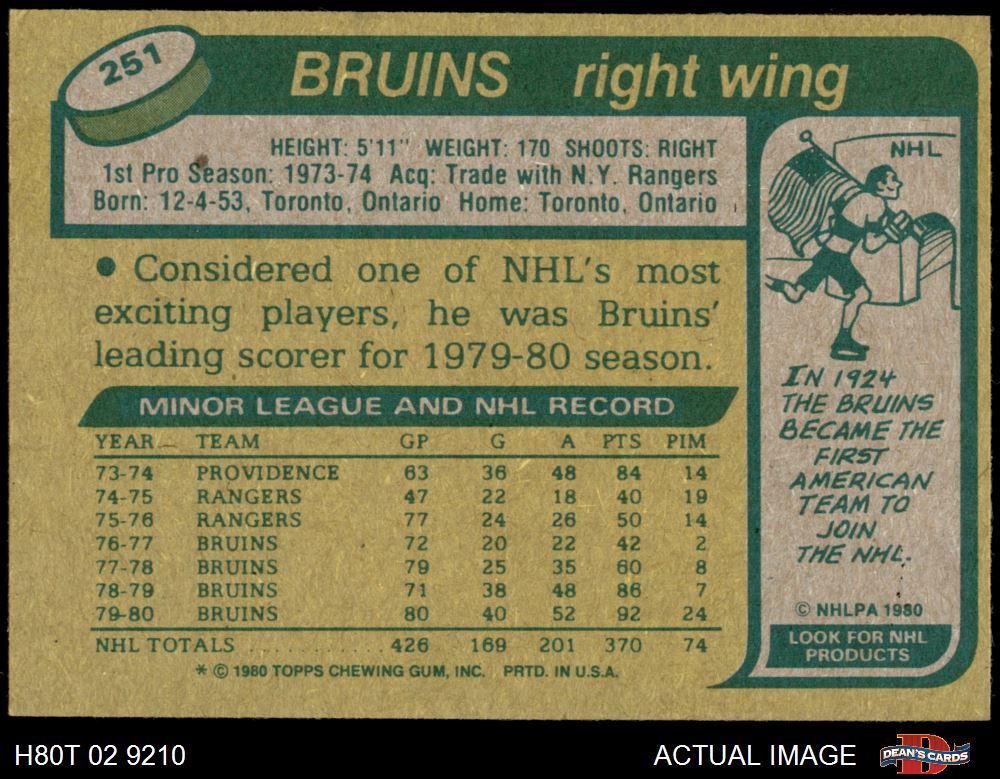 251
BRUINS right wing
HEIGHT: 5'11" WEIGHT: 170 SHOOTS: RIGHT
1st Pro Season: 1973-74 Acq: Trade with N.Y. Rangers
Born: 12-4-53, Toronto, Ontario Home: Toronto, Ontario
● Considered one of NHL's most
exciting players, he was Bruins'
leading scorer for 1979-80 season.
MINOR LEAGUE AND NHL RECORD
YEAR TEAM GP G A PTS PIM
73-74 PROVIDENCE 63 36 48 84 14
74-75 RANGERS 47 22 18 40 19
75-76 RANGERS 77 24 26 50 14
76-77 BRUINS 72 20 22 42 2
77-78 BRUINS 79 25 35 60 8
78-79 BRUINS 71 38 48 86 7
79-80 BRUINS 80 40 52 92 24
NHL TOTALS .......... 426 169 201 370 74
* © 1980 TOPPS CHEWING GUM, INC. PRTD. IN U.S.A.
NHL
IN 1924
THE BRUINS
BECAME THE
FIRST
AMERICAN
TEAM TO
JOIN
THE NHL.
© NHLPA 1980
LOOK FOR NHL
PRODUCTS
H80T 02 9210
ACTUAL IMAGE
D
DEAN'S CARDS